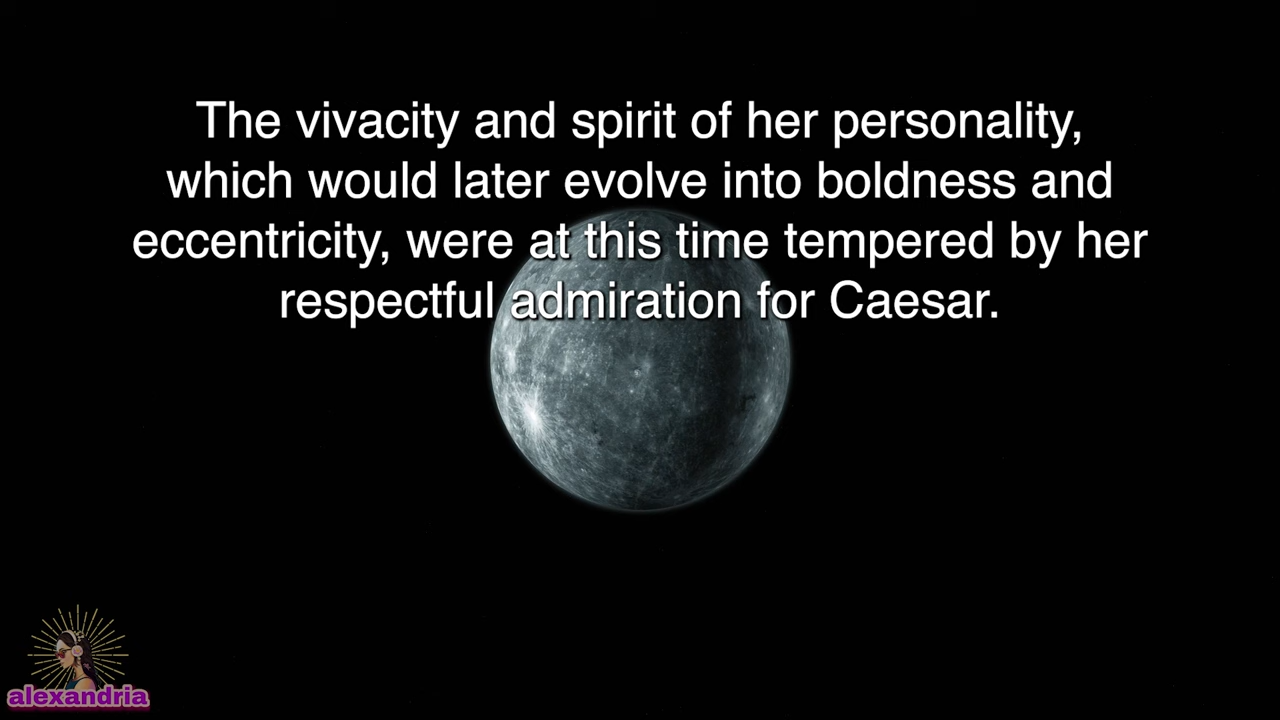 The vivacity and spirit of her personality,
which would later evolve into boldness and
eccentricity, were at this time tempered by her
respectful admiration for Caesar.
alexandria